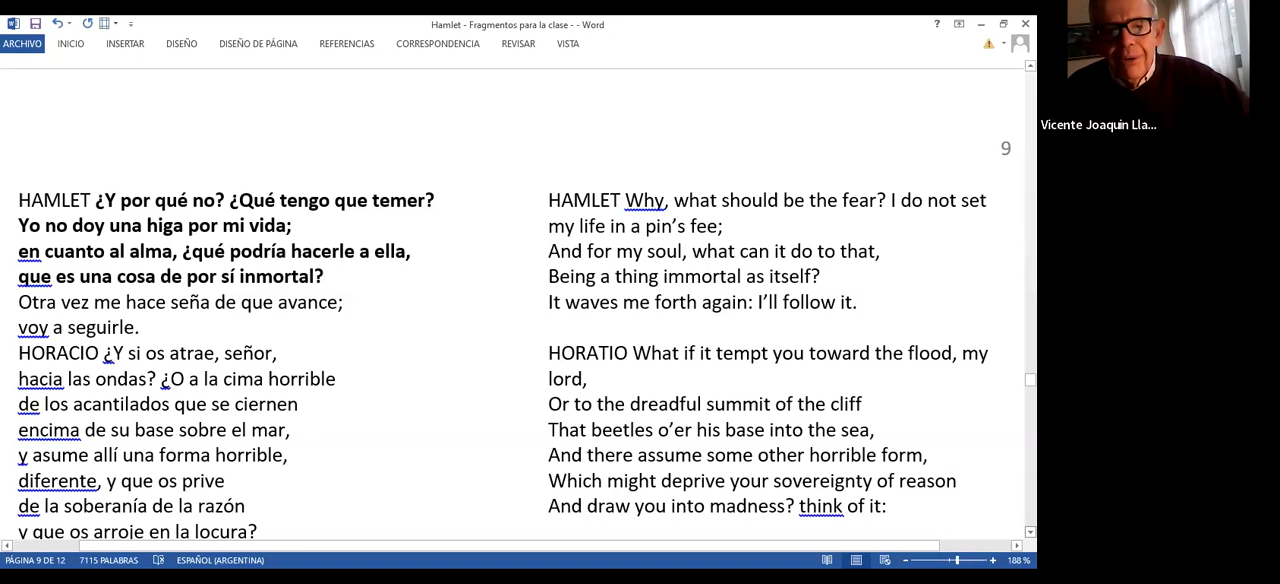 Hamlet - Fragmentos para la clase - - Word
?
ARCHIVO INICIO INSERTAR DISEÑO DISEÑO DE PÁGINA REFERENCIAS CORRESPONDENCIA REVISAR VISTA
Vicente Joaquin Lla...
9
HAMLET ¿Y por qué no? ¿Qué tengo que temer?
Yo no doy una higa por mi vida;
en cuanto al alma, ¿qué podría hacerle a ella,
que es una cosa de por sí inmortal?
Otra vez me hace seña de que avance;
voy a seguirle.
HORACIO ¿Y si os atrae, señor,
hacia las ondas? ¿O a la cima horrible
de los acantilados que se ciernen
encima de su base sobre el mar,
y asume allí una forma horrible,
diferente, y que os prive
de la soberanía de la razón
y que os arroje en la locura?
HAMLET Why, what should be the fear? I do not set
my life in a pin’s fee;
And for my soul, what can it do to that,
Being a thing immortal as itself?
It waves me forth again: I’ll follow it.
HORATIO What if it tempt you toward the flood, my
lord,
Or to the dreadful summit of the cliff
That beetles o’er his base into the sea,
And there assume some other horrible form,
Which might deprive your sovereignty of reason
And draw you into madness? think of it:
PÁGINA 9 DE 12 7115 PALABRAS ESPAÑOL (ARGENTINA) 188 %